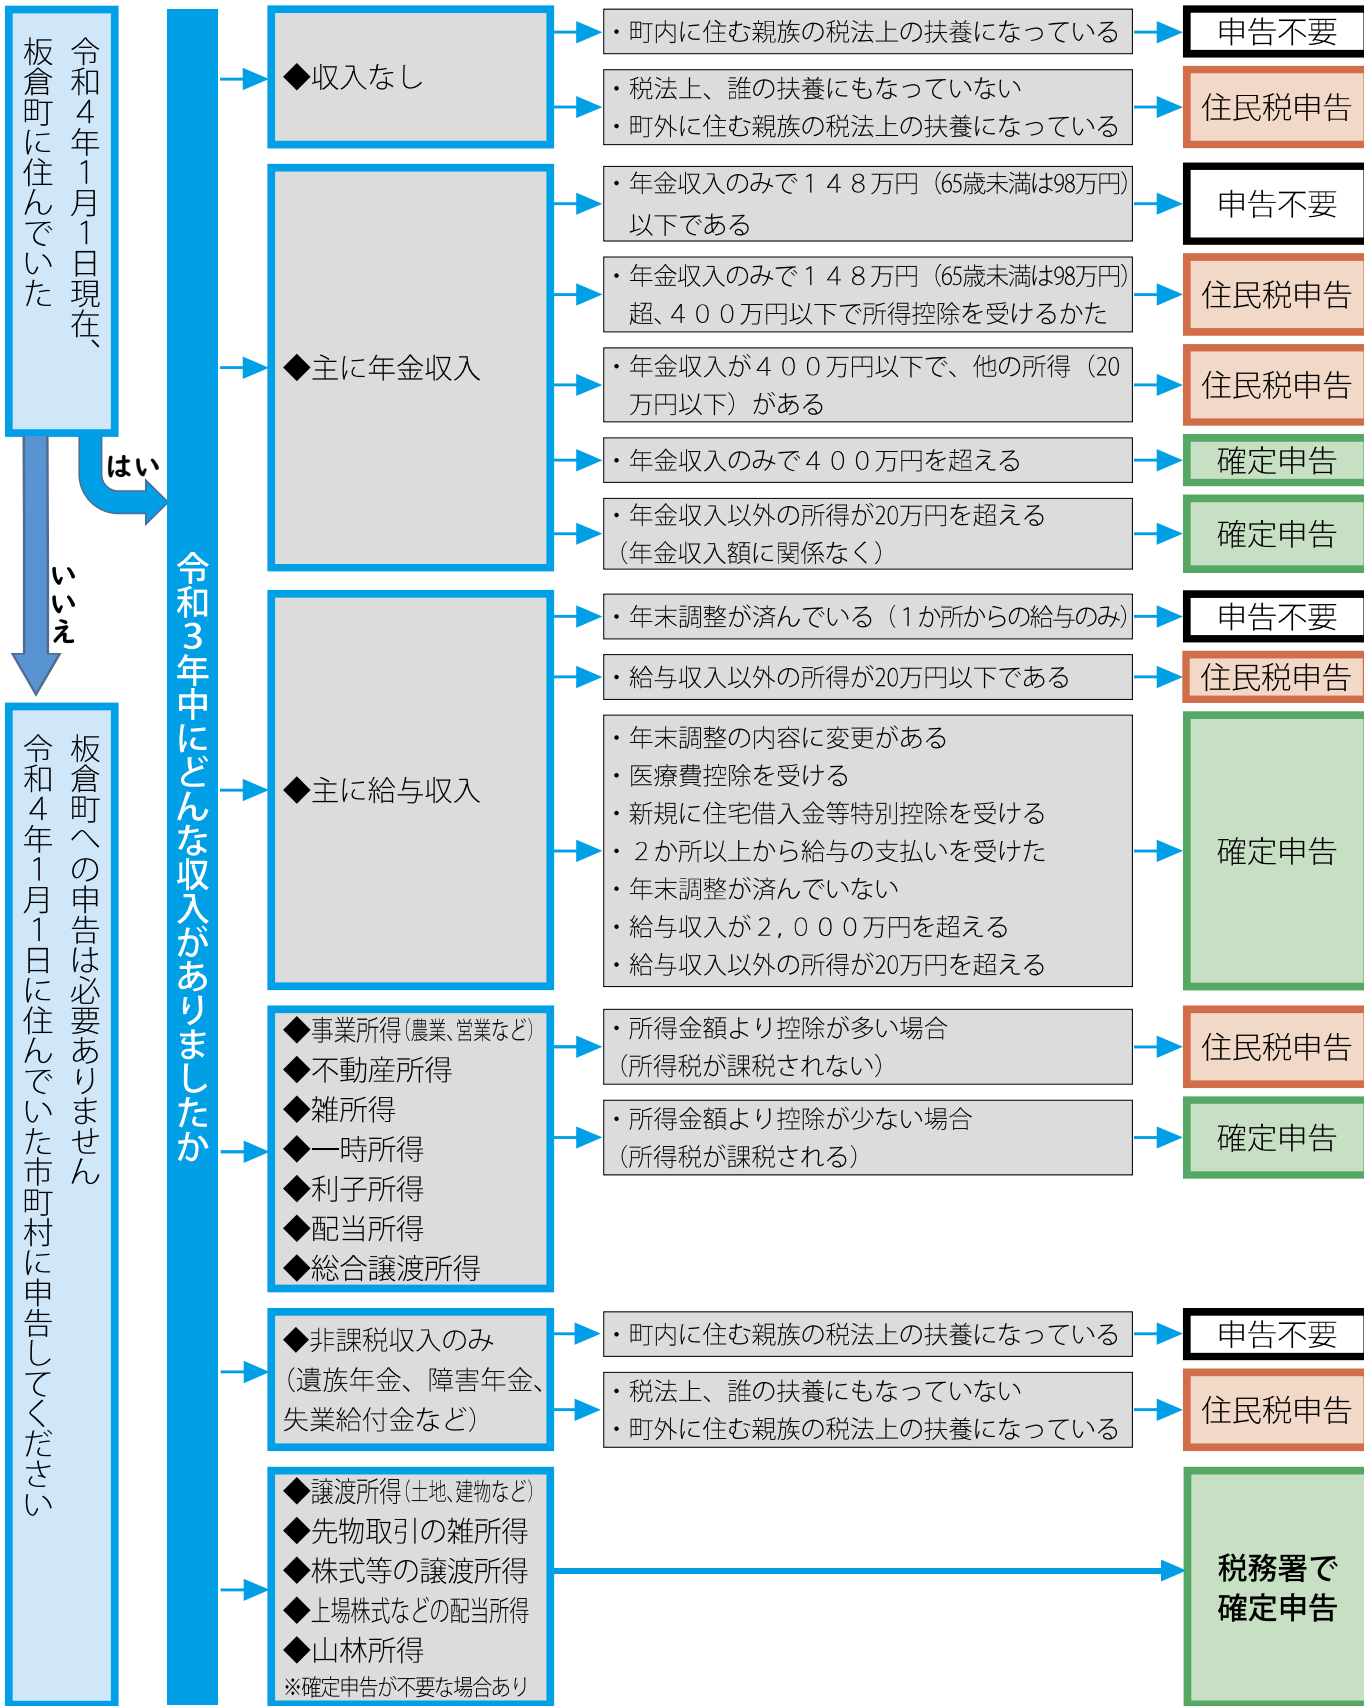 令和４年１月１日現在、
板倉町に住んでいた
はい
いいえ
板倉町への申告は必要ありません
令和４年１月１日に住んでいた市町村に申告してください
令和３年中にどんな収入がありましたか
◆収入なし
・町内に住む親族の税法上の扶養になっている
申告不要
・税法上、誰の扶養にもなっていない
・町外に住む親族の税法上の扶養になっている
住民税申告
◆主に年金収入
・年金収入のみで１４８万円（65歳未満は98万円）
以下である
申告不要
・年金収入のみで１４８万円（65歳未満は98万円）
超、４００万円以下で所得控除を受けるかた
住民税申告
・年金収入が４００万円以下で、他の所得（20
万円以下）がある
住民税申告
・年金収入のみで４００万円を超える
確定申告
・年金収入以外の所得が20万円を超える
（年金収入額に関係なく）
確定申告
◆主に給与収入
・年末調整が済んでいる（１か所からの給与のみ）
申告不要
・給与収入以外の所得が20万円以下である
住民税申告
・年末調整の内容に変更がある
・医療費控除を受ける
・新規に住宅借入金等特別控除を受ける
・２か所以上から給与の支払いを受けた
・年末調整が済んでいない
・給与収入が２,０００万円を超える
・給与収入以外の所得が20万円を超える
確定申告
◆事業所得（農業、営業など）
◆不動産所得
◆雑所得
◆一時所得
◆利子所得
◆配当所得
◆総合譲渡所得
・所得金額より控除が多い場合
（所得税が課税されない）
住民税申告
・所得金額より控除が少ない場合
（所得税が課税される）
確定申告
◆非課税収入のみ
（遺族年金、障害年金、
失業給付金など）
・町内に住む親族の税法上の扶養になっている
申告不要
・税法上、誰の扶養にもなっていない
・町外に住む親族の税法上の扶養になっている
住民税申告
◆譲渡所得（土地、建物など）
◆先物取引の雑所得
◆株式等の譲渡所得
◆上場株式などの配当所得
◆山林所得
※確定申告が不要な場合あり
税務署で
確定申告